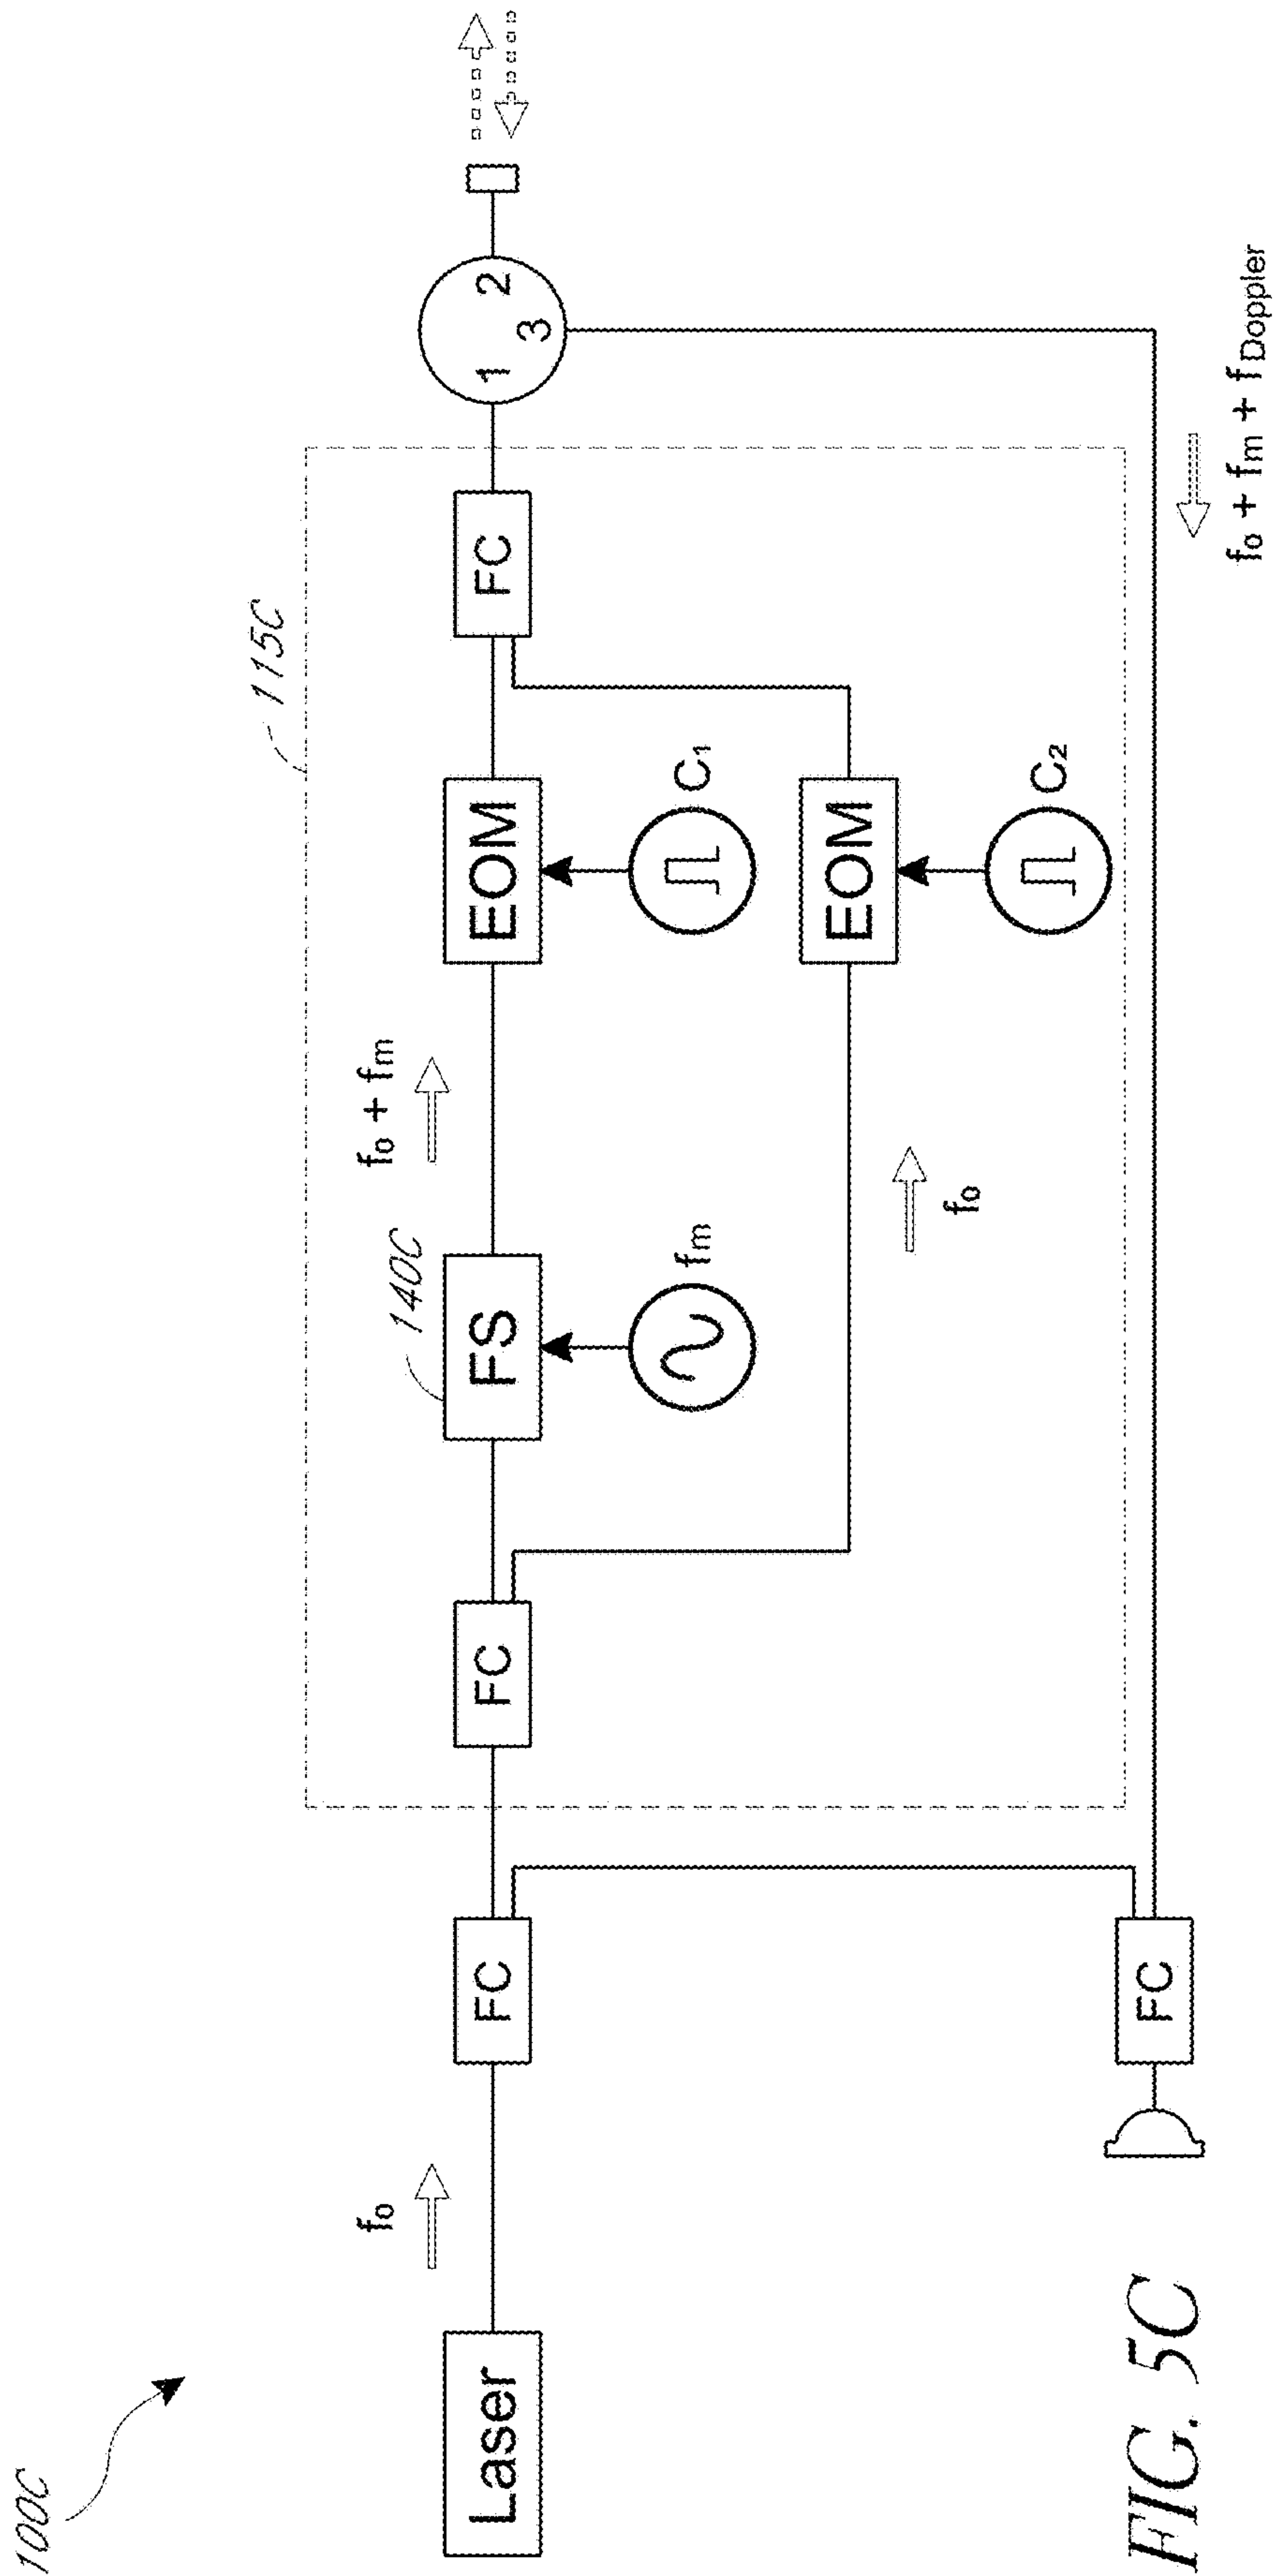 100C
115C
f₀ + fₘ
140C
f₀
Laser
FC
FC
FS
EOM
FC
1
2
3
fₘ
C₁
EOM
f₀
C₂
FC
f₀ + fₘ + f_Doppler
FIG. 5C